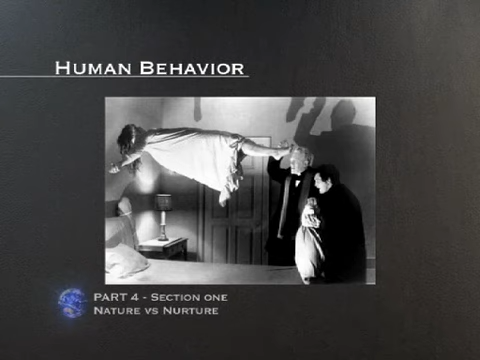 HUMAN BEHAVIOR
PART 4 - SECTION ONE
NATURE VS NURTURE